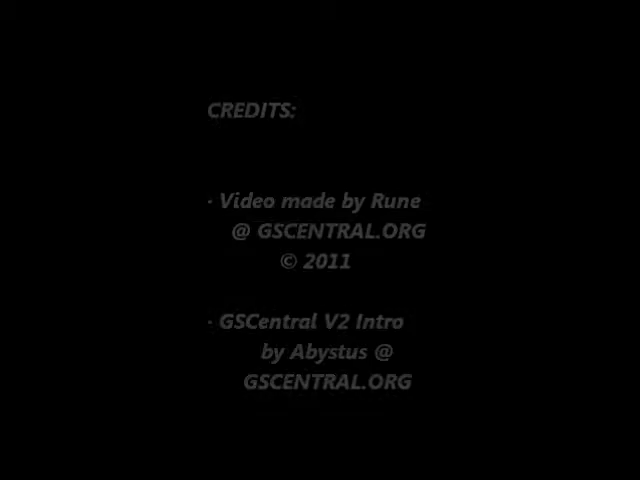 CREDITS:
· Video made by Rune
@ GSCENTRAL.ORG
© 2011
· GSCentral V2 Intro
by Abystus @
GSCENTRAL.ORG